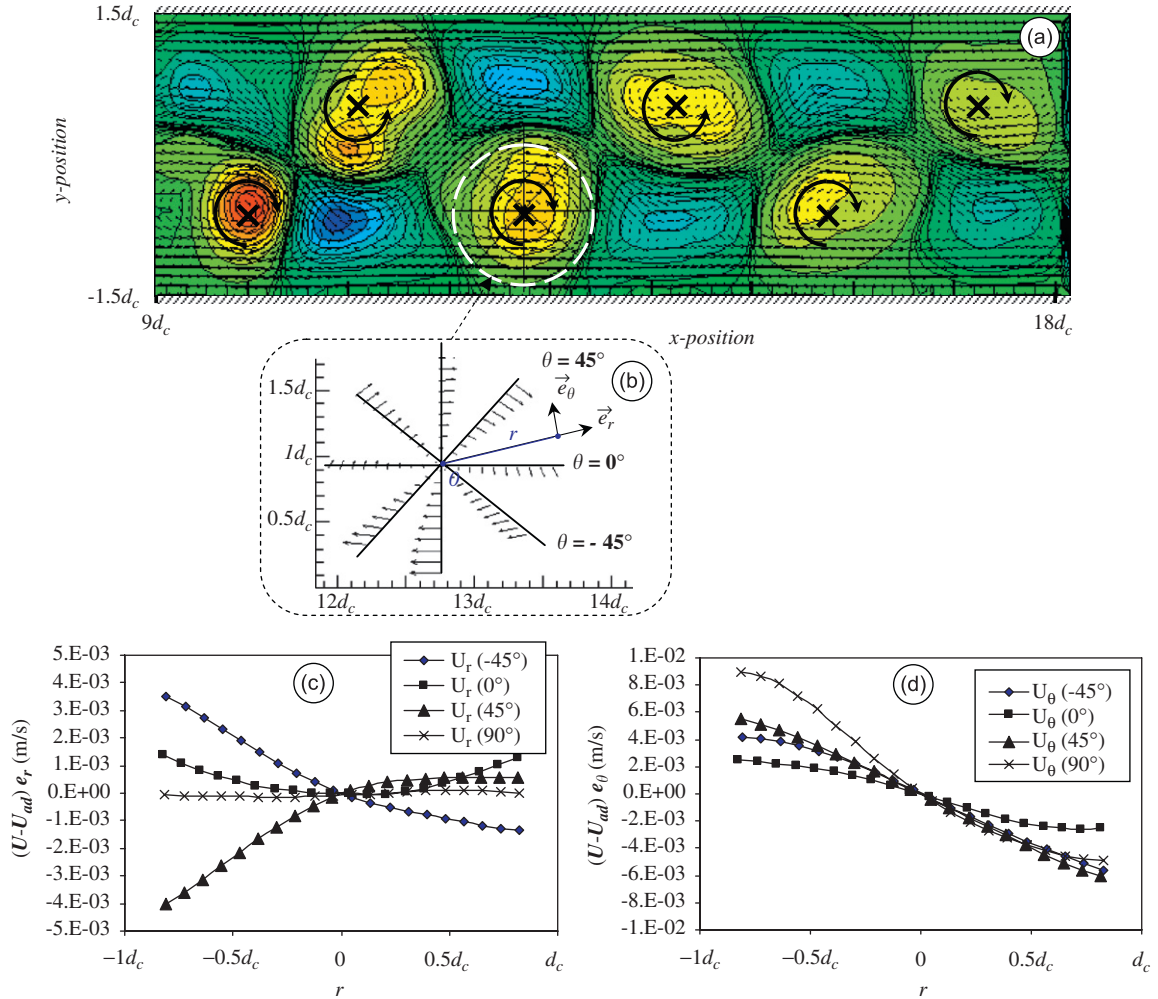 1.5d_c
(a)
y-position
-1.5d_c
9d_c
18d_c
x-position
θ = 45°
(b)
e_θ
e_r
1.5d_c
r
1d_c
θ = 0°
θ
0.5d_c
θ = - 45°
12d_c 13d_c 14d_c
(c)
5.E-03
4.E-03
3.E-03
2.E-03
1.E-03
0.E+00
-1.E-03
-2.E-03
-3.E-03
-4.E-03
-5.E-03
(U-U_ad) e_r (m/s)
U_r (-45°)
U_r (0°)
U_r (45°)
U_r (90°)
−1d_c −0.5d_c 0 0.5d_c d_c
r
(d)
1.E-02
8.E-03
6.E-03
4.E-03
2.E-03
0.E+00
-2.E-03
-4.E-03
-6.E-03
-8.E-03
-1.E-02
(U-U_ad) e_θ (m/s)
U_θ (-45°)
U_θ (0°)
U_θ (45°)
U_θ (90°)
−1d_c −0.5d_c 0 0.5d_c d_c
r